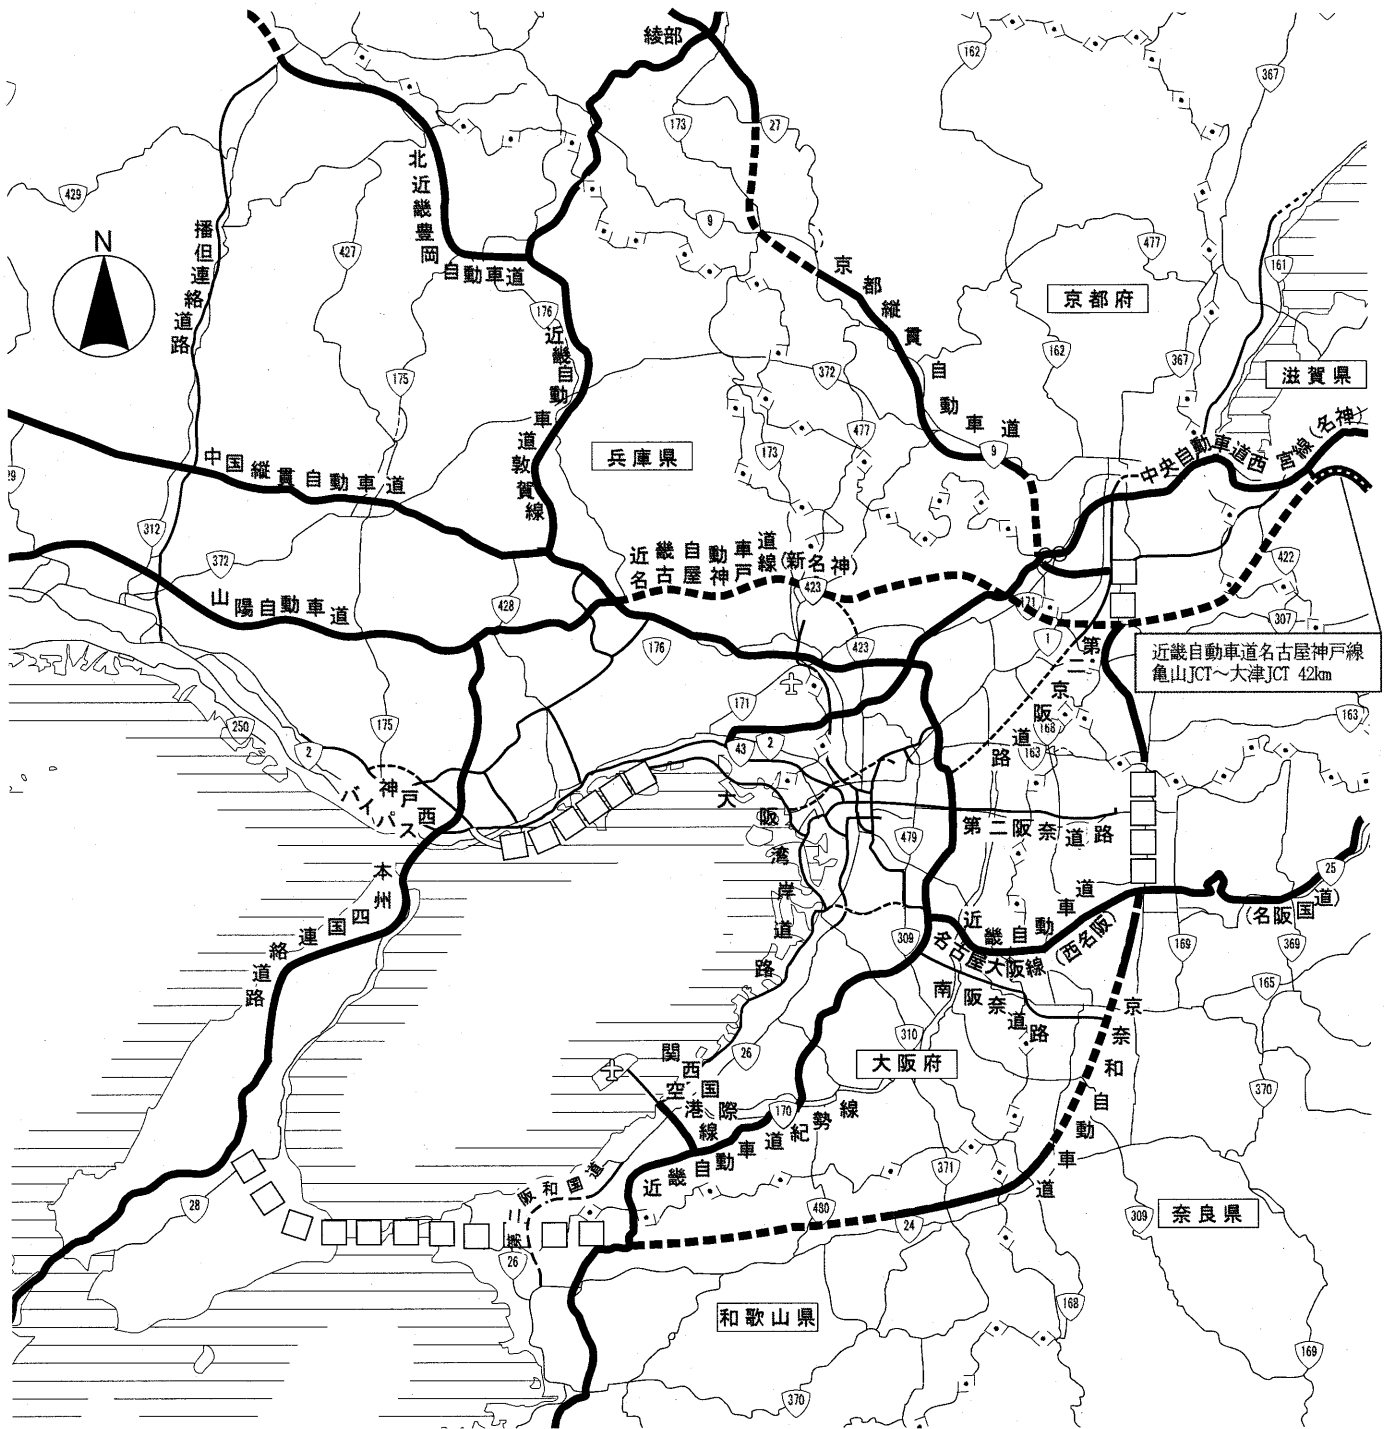 綾部
162
367
173
27
429
9
北近畿豊岡自動車道
播但連絡道路
427
477
161
N
京都府
176
近畿自動車道敦賀線
京都縦貫自動車道
162
367
滋賀県
175
372
477
173
兵庫県
9
中央自動車道西宮線(名神)
中国縦貫自動車道
312
372
近畿自動車道
名古屋神戸線(新名神)
422
山陽自動車道
428
423
171
307
1
176
423
第二京阪道路
近畿自動車道名古屋神戸線
亀山JCT~大津JCT 42km
250
2
175
171
43
2
168
163
163
神戸西バイパス
大阪湾岸道路
第二阪奈道路
479
本州四国連絡道路
25
(名阪国道)
309
近畿自動車道
名古屋大阪線
(西名阪)
169
369
165
南阪奈道路
310
京奈和自動車道
関西国際空港線
26
大阪府
370
170
近畿自動車道紀勢線
第二阪和国道
371
28
480
24
309
奈良県
26
168
和歌山県
169
370